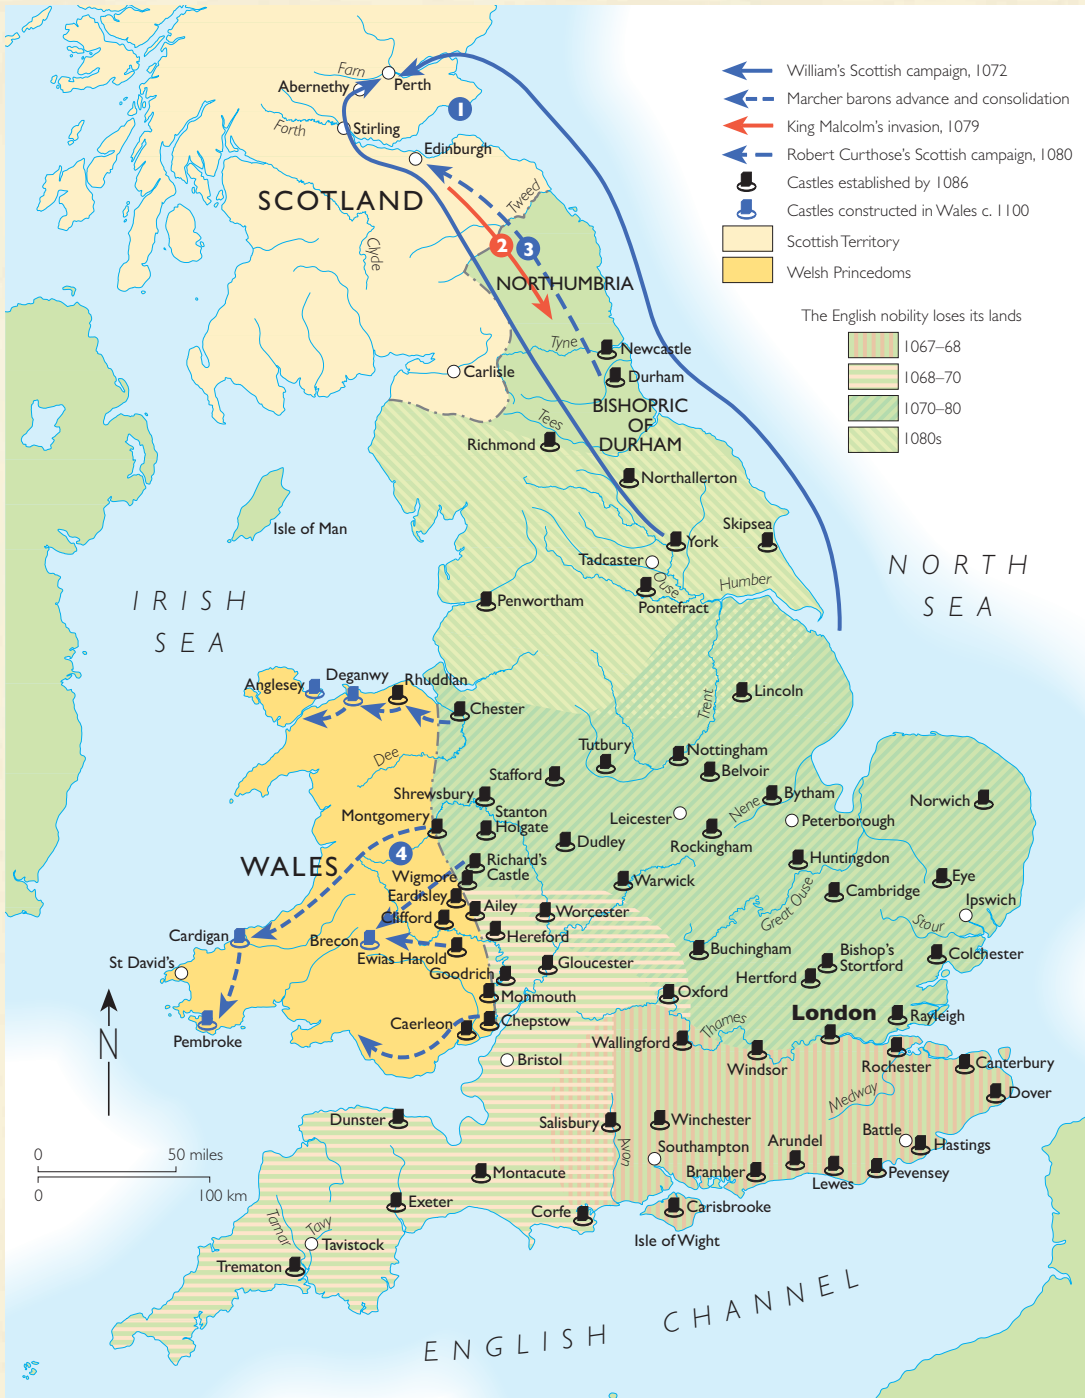 William's Scottish campaign, 1072
Marcher barons advance and consolidation
King Malcolm's invasion, 1079
Robert Curthose's Scottish campaign, 1080
Castles established by 1086
Castles constructed in Wales c. 1100
Scottish Territory
Welsh Princedoms
The English nobility loses its lands
1067–68
1068–70
1070–80
1080s
Farn
Perth
Abernethy
1
Forth
Stirling
Edinburgh
SCOTLAND
Tweed
Clyde
2
3
NORTHUMBRIA
Tyne
Newcastle
Carlisle
Durham
BISHOPRIC
OF
DURHAM
Tees
Richmond
Northallerton
Skipsea
York
Isle of Man
Tadcaster
Ouse
Humber
Pontefract
NORTH
SEA
IRISH
SEA
Penwortham
Anglesey
Deganwy
Rhuddlan
Chester
Lincoln
Trent
Dee
Tutbury
Nottingham
Belvoir
Stafford
Shrewsbury
Bytham
Norwich
Stanton
Holgate
Montgomery
Leicester
Nene
Peterborough
Rockingham
Dudley
WALES
4
Richard's
Castle
Huntingdon
Wigmore
Warwick
Eye
Eardisley
Cambridge
Ailey
Great Ouse
Ipswich
Clifford
Worcester
Stour
Cardigan
Brecon
Hereford
Ewias Harold
Buchingham
Bishop's
Stortford
Colchester
St David's
Gloucester
Goodrich
Hertford
Monmouth
Oxford
London
Rayleigh
Pembroke
Caerleon
Chepstow
Thames
Wallingford
Windsor
Rochester
Canterbury
N
Bristol
Medway
Dover
Dunster
Salisbury
Winchester
Battle
Hastings
Avon
Southampton
Arundel
Bramber
Lewes
Pevensey
0
50 miles
0
100 km
Montacute
Exeter
Corfe
Carisbrooke
Isle of Wight
Tamar
Tavy
Tavistock
Trematon
ENGLISH CHANNEL